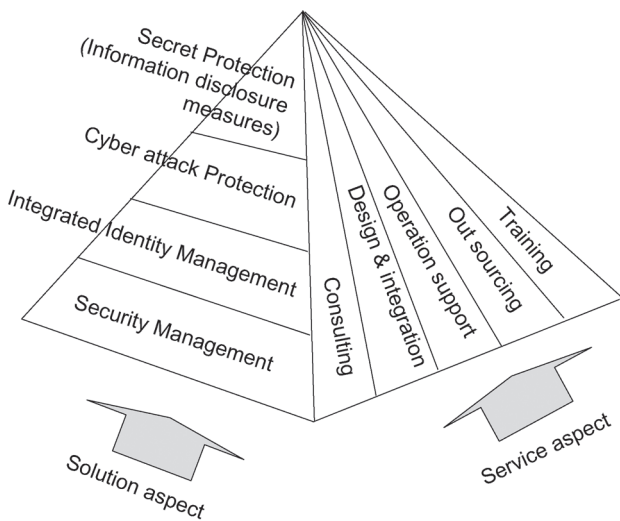 Secret Protection
(Information disclosure
measures)
Cyber attack Protection
Integrated Identity Management
Security Management
Consulting
Design & integration
Operation support
Out sourcing
Training
Solution aspect
Service aspect